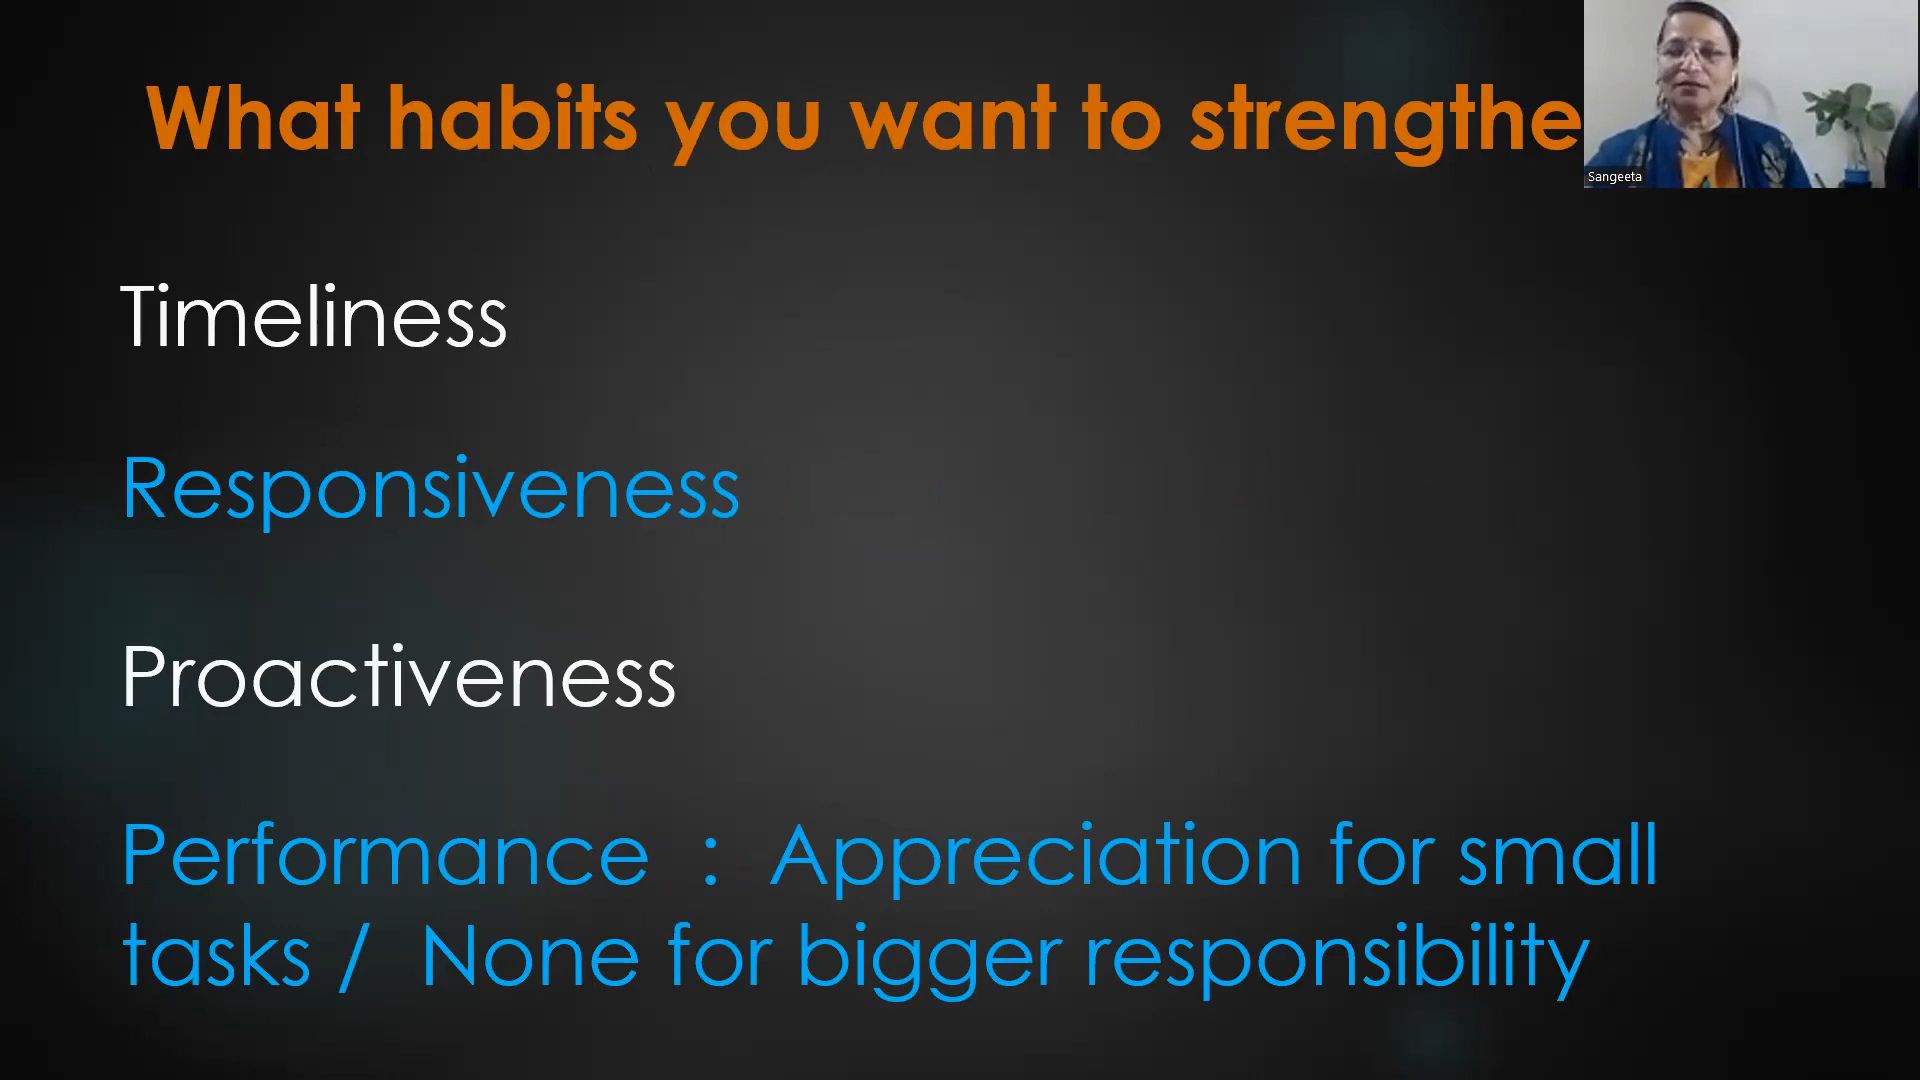 What habits you want to strengthe
Sangeeta
Timeliness
Responsiveness
Proactiveness
Performance : Appreciation for small
tasks / None for bigger responsibility